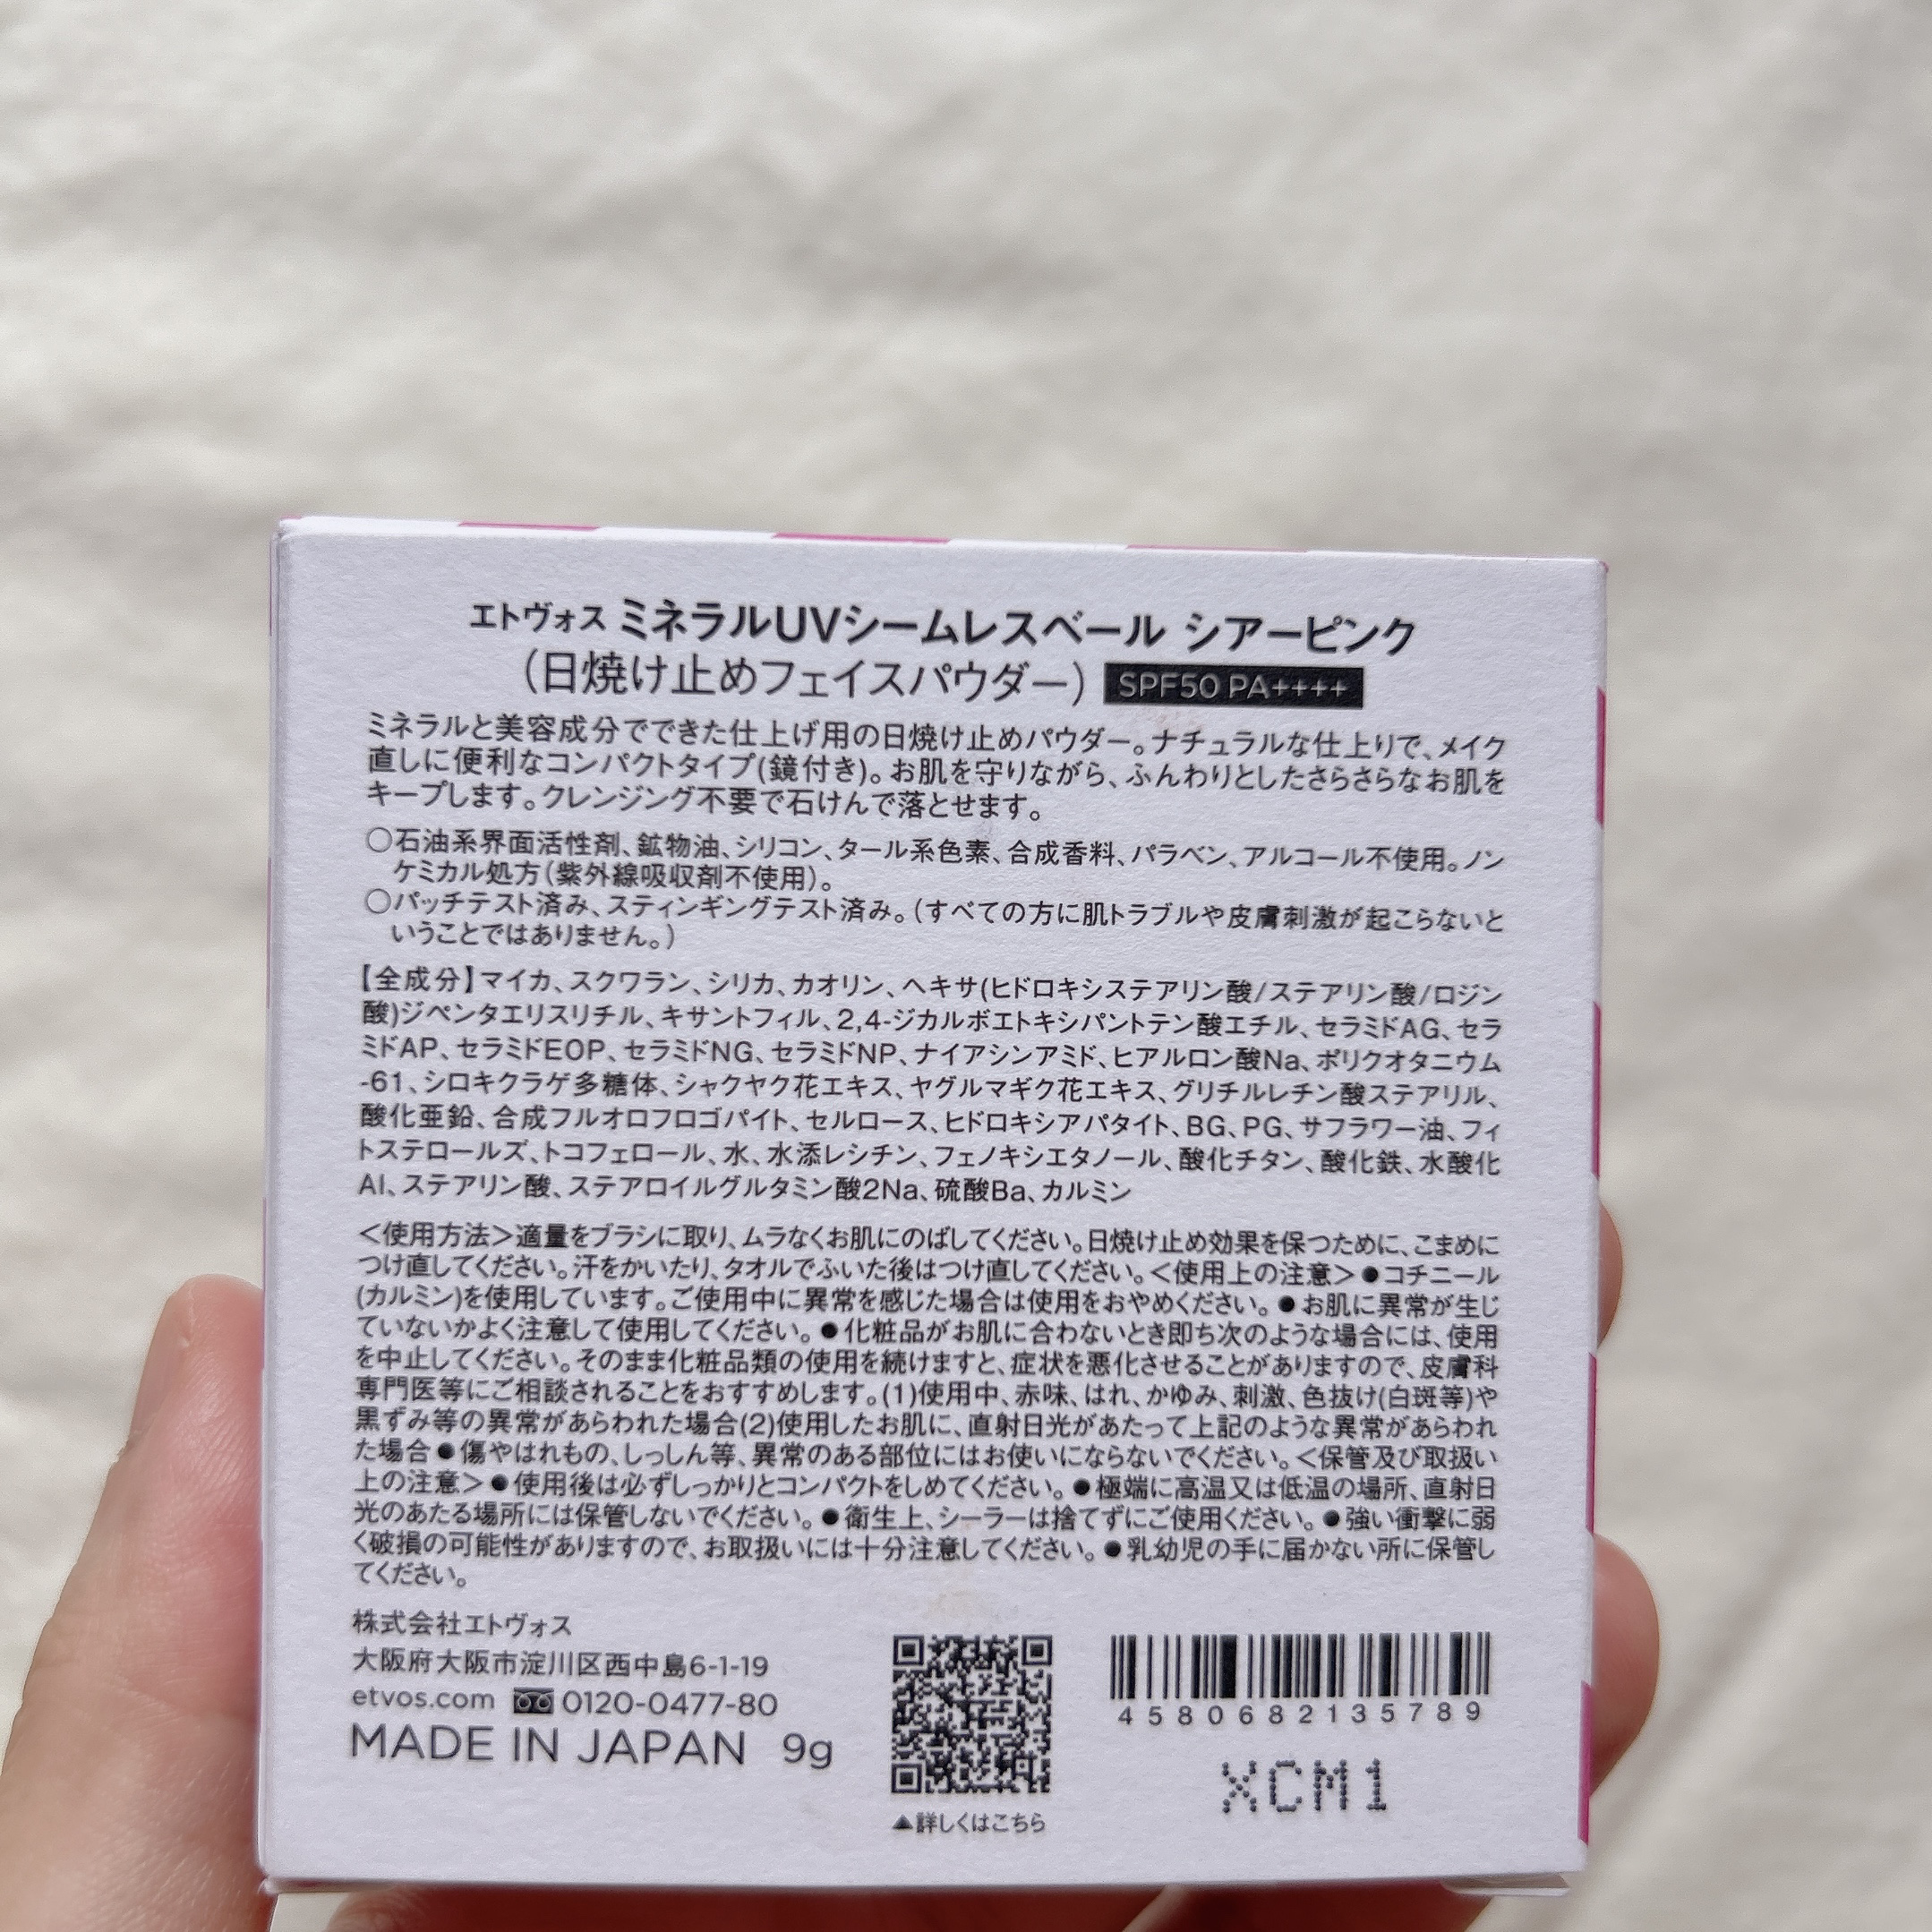 エトヴォス ミネラルUVシームレスベール シアーピンク
(日焼け止めフェイスパウダー) SPF50 PA++++
ミネラルと美容成分でできた仕上げ用の日焼け止めパウダー。ナチュラルな仕上りで、メイク
直しに便利なコンパクトタイプ(鏡付き)。お肌を守りながら、ふんわりとしたさらさらなお肌を
キープします。クレンジング不要で石けんで落とせます。
○石油系界面活性剤、鉱物油、シリコン、タール系色素、合成香料、パラベン、アルコール不使用。ノン
ケミカル処方(紫外線吸収剤不使用)。
○パッチテスト済み、スティンギングテスト済み。(すべての方に肌トラブルや皮膚刺激が起こらないと
いうことではありません。)
【全成分】マイカ、スクワラン、シリカ、カオリン、ヘキサ(ヒドロキシステアリン酸/ステアリン酸/ロジン
酸)ジペンタエリスリチル、キサントフィル、2,4-ジカルボエトキシパントテン酸エチル、セラミドAG、セラ
ミドAP、セラミドEOP、セラミドNG、セラミドNP、ナイアシンアミド、ヒアルロン酸Na、ポリクオタニウム
-61、シロキクラゲ多糖体、シャクヤク花エキス、ヤグルマギク花エキス、グリチルレチン酸ステアリル、
酸化亜鉛、合成フルオロフロゴパイト、セルロース、ヒドロキシアパタイト、BG、PG、サフラワー油、フィ
トステロールズ、トコフェロール、水、水添レシチン、フェノキシエタノール、酸化チタン、酸化鉄、水酸化
Al、ステアリン酸、ステアロイルグルタミン酸2Na、硫酸Ba、カルミン
<使用方法>適量をブラシに取り、ムラなくお肌にのばしてください。日焼け止め効果を保つために、こまめに
つけ直してください。汗をかいたり、タオルでふいた後はつけ直してください。<使用上の注意>●コチニール
(カルミン)を使用しています。ご使用中に異常を感じた場合は使用をおやめください。●お肌に異常が生じ
ていないかよく注意して使用してください。●化粧品がお肌に合わないとき即ち次のような場合には、使用
を中止してください。そのまま化粧品類の使用を続けますと、症状を悪化させることがありますので、皮膚科
専門医等にご相談されることをおすすめします。(1)使用中、赤味、はれ、かゆみ、刺激、色抜け(白斑等)や
黒ずみ等の異常があらわれた場合(2)使用したお肌に、直射日光があたって上記のような異常があらわれ
た場合●傷やはれもの、しっしん等、異常のある部位にはお使いにならないでください。<保管及び取扱い
上の注意>●使用後は必ずしっかりとコンパクトをしめてください。●極端に高温又は低温の場所、直射日
光のあたる場所には保管しないでください。●衛生上、シーラーは捨てずにご使用ください。●強い衝撃に弱
く破損の可能性がありますので、お取扱いには十分注意してください。●乳幼児の手に届かない所に保管し
てください。
株式会社エトヴォス
大阪府大阪市淀川区西中島6-1-19
etvos.com 0120-0477-80
MADE IN JAPAN 9g
▲詳しくはこちら
4580682135789
XCM1